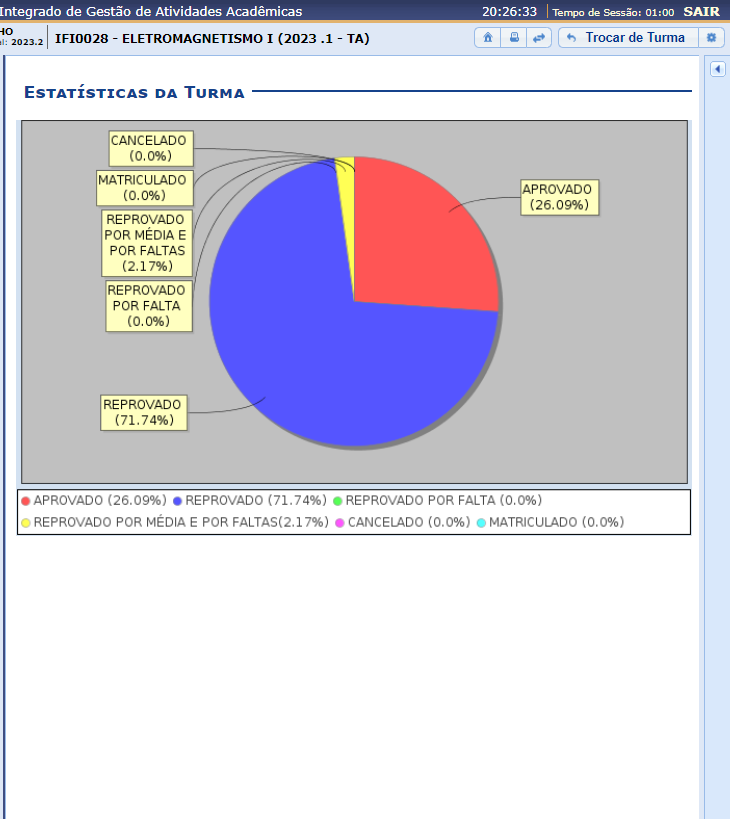 Integrado de Gestão de Atividades Acadêmicas 20:26:33 Tempo de Sessão: 01:00 SAIR
HO
el: 2023.2
IFI0028 - ELETROMAGNETISMO I (2023 .1 - TA) Trocar de Turma
Estatísticas da Turma
CANCELADO
(0.0%)
MATRICULADO
(0.0%)
REPROVADO
POR MÉDIA E
POR FALTAS
(2.17%)
REPROVADO
POR FALTA
(0.0%)
REPROVADO
(71.74%)
APROVADO
(26.09%)
APROVADO (26.09%) REPROVADO (71.74%) REPROVADO POR FALTA (0.0%)
REPROVADO POR MÉDIA E POR FALTAS(2.17%) CANCELADO (0.0%) MATRICULADO (0.0%)